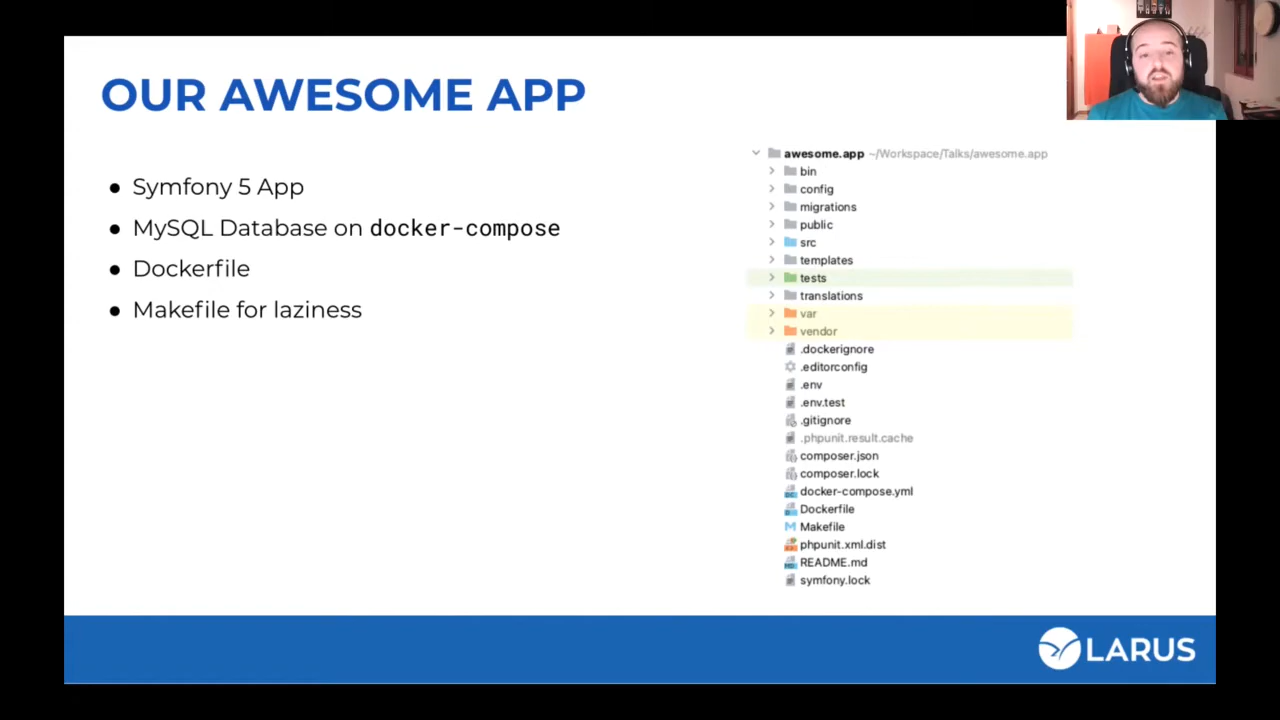 OUR AWESOME APP
● Symfony 5 App
● MySQL Database on docker-compose
● Dockerfile
● Makefile for laziness
awesome.app ~/Workspace/Talks/awesome.app
bin
config
migrations
public
src
templates
tests
translations
var
vendor
.dockerignore
.editorconfig
.env
.env.test
.gitignore
.phpunit.result.cache
composer.json
composer.lock
docker-compose.yml
Dockerfile
Makefile
phpunit.xml.dist
README.md
symfony.lock
LARUS